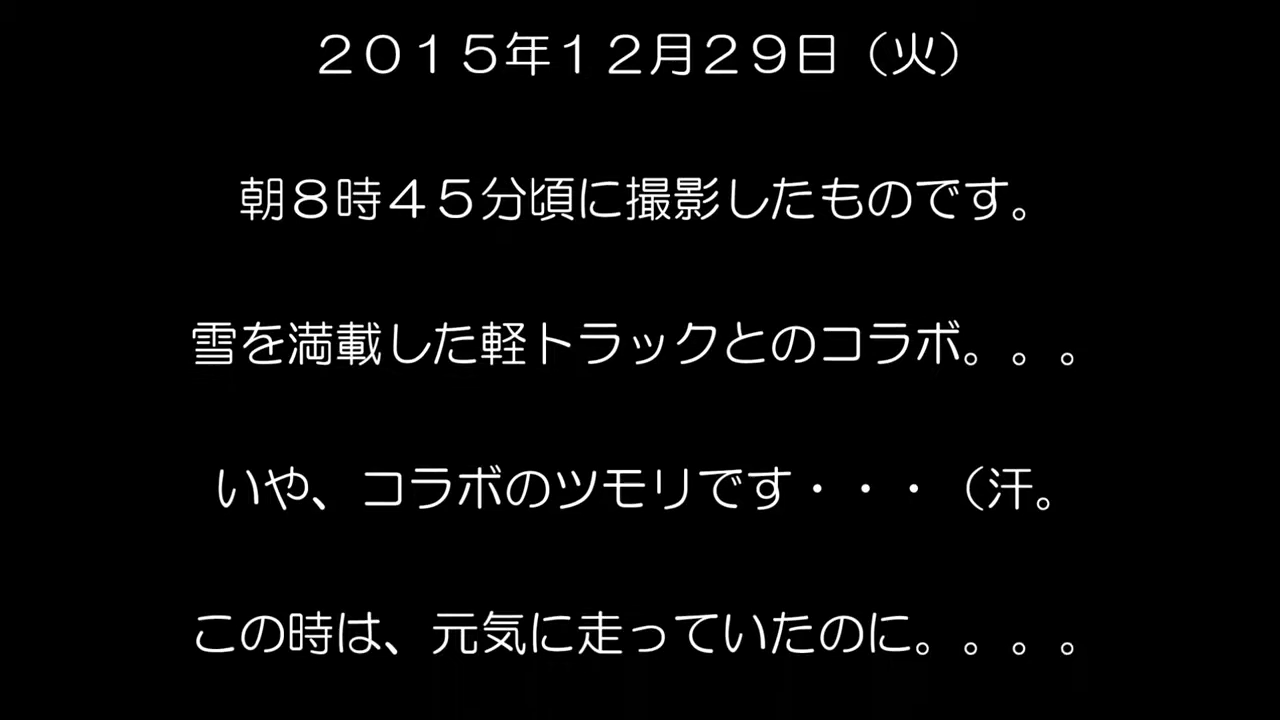 ２０１５年１２月２９日（火）
朝８時４５分頃に撮影したものです。
雪を満載した軽トラックとのコラボ。。。
いや、コラボのツモリです・・・（汗。
この時は、元気に走っていたのに。。。。